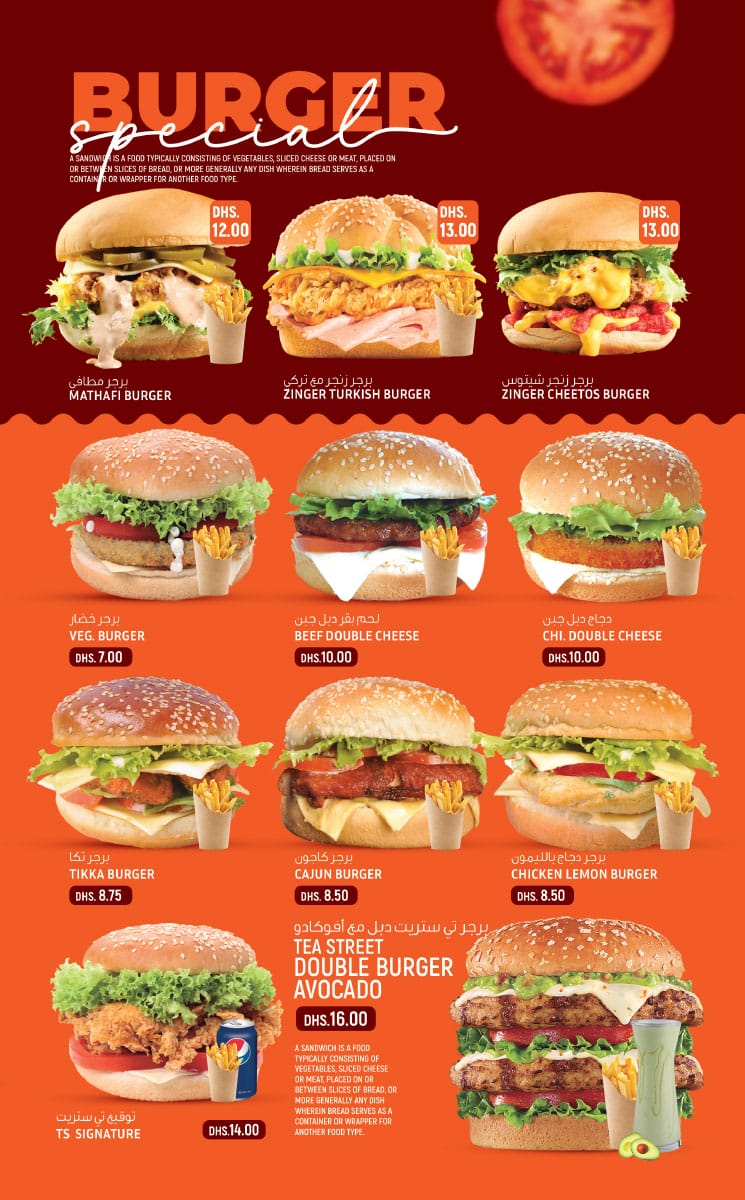 BURGER
special
A SANDWICH IS A FOOD TYPICALLY CONSISTING OF VEGETABLES, SLICED CHEESE OR MEAT, PLACED ON
OR BETWEEN SLICES OF BREAD, OR MORE GENERALLY ANY DISH WHEREIN BREAD SERVES AS A
CONTAINER OR WRAPPER FOR ANOTHER FOOD TYPE.
DHS.
12.00
برجر مطافي
MATHAFI BURGER
DHS.
13.00
برجر زنجر مع تركي
ZINGER TURKISH BURGER
DHS.
13.00
برجر زنجر شيتوس
ZINGER CHEETOS BURGER
برجر خضار
VEG. BURGER
DHS. 7.00
لحم بقر دبل جبن
BEEF DOUBLE CHEESE
DHS.10.00
دجاج دبل جبن
CHI. DOUBLE CHEESE
DHS.10.00
برجر تكا
TIKKA BURGER
DHS. 8.75
برجر كاجون
CAJUN BURGER
DHS. 8.50
برجر دجاج بالليمون
CHICKEN LEMON BURGER
DHS. 8.50
توقيع تي ستريت
TS SIGNATURE
DHS.14.00
برجر تي ستريت دبل مع أفوكادو
TEA STREET
DOUBLE BURGER
AVOCADO
DHS.16.00
A SANDWICH IS A FOOD
TYPICALLY CONSISTING OF
VEGETABLES, SLICED CHEESE
OR MEAT, PLACED ON OR
BETWEEN SLICES OF BREAD, OR
MORE GENERALLY ANY DISH
WHEREIN BREAD SERVES AS A
CONTAINER OR WRAPPER FOR
ANOTHER FOOD TYPE.